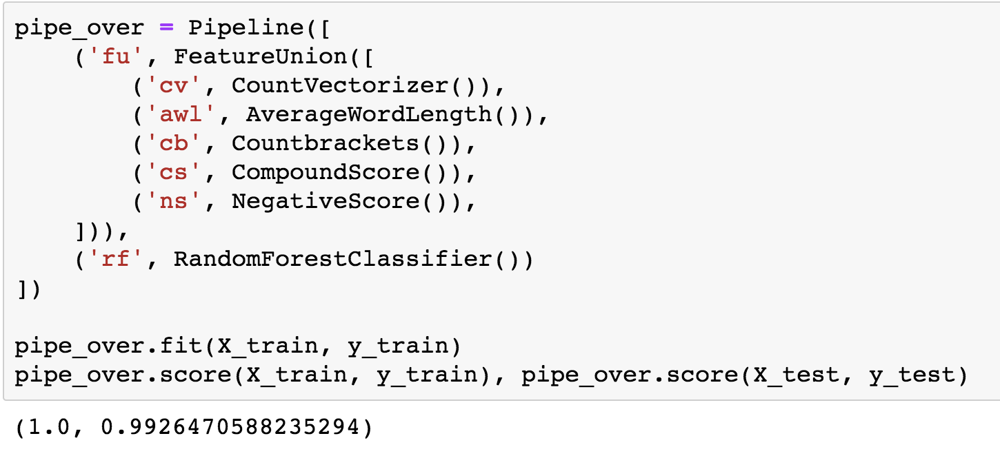 pipe_over = Pipeline([
    ('fu', FeatureUnion([
        ('cv', CountVectorizer()),
        ('awl', AverageWordLength()),
        ('cb', Countbrackets()),
        ('cs', CompoundScore()),
        ('ns', NegativeScore()),
    ])),
    ('rf', RandomForestClassifier())
])
pipe_over.fit(X_train, y_train)
pipe_over.score(X_train, y_train), pipe_over.score(X_test, y_test)
(1.0, 0.9926470588235294)